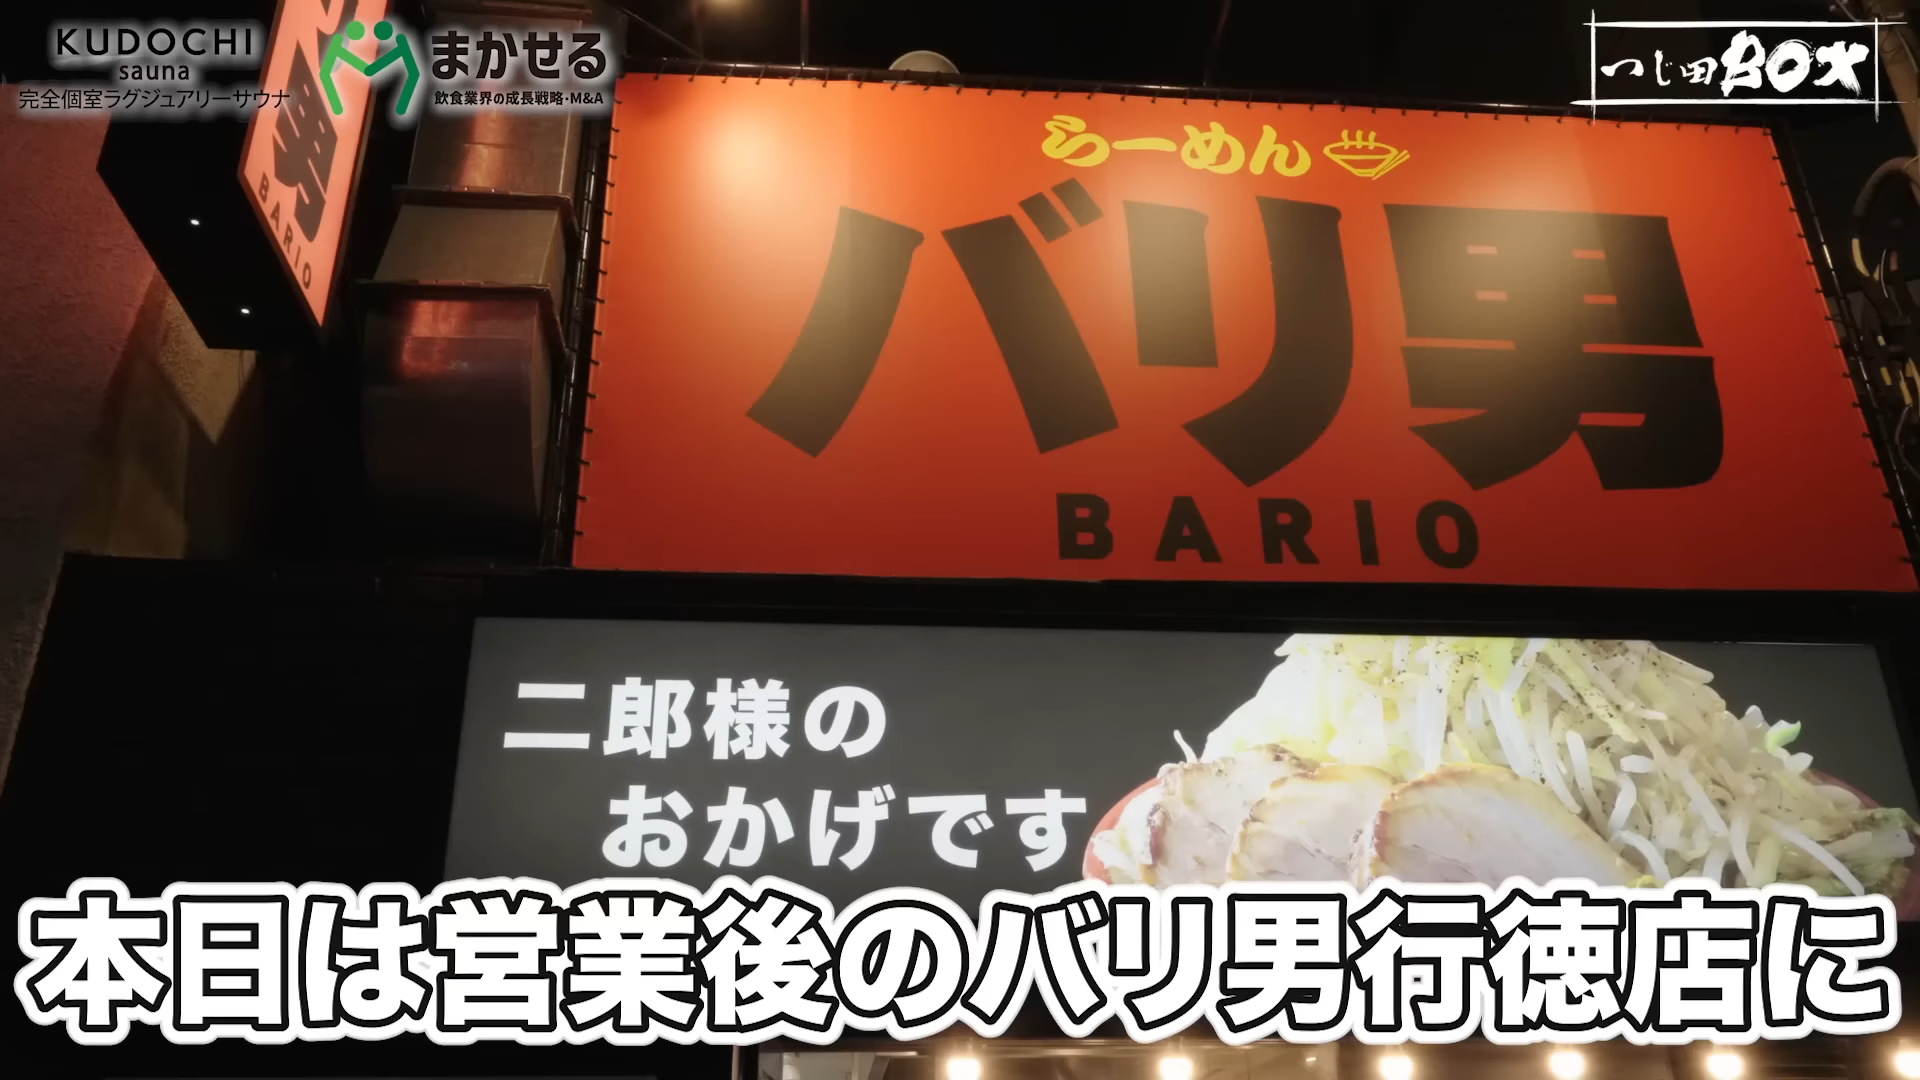 KUDOCHI
sauna
完全個室ラグジュアリーサウナ
まかせる
飲食業界の成長戦略・M&A
つじ田BOX
男
BARIO
らーめん
バリ男
BARIO
二郎様の
おかげです
本日は営業後のバリ男行徳店に